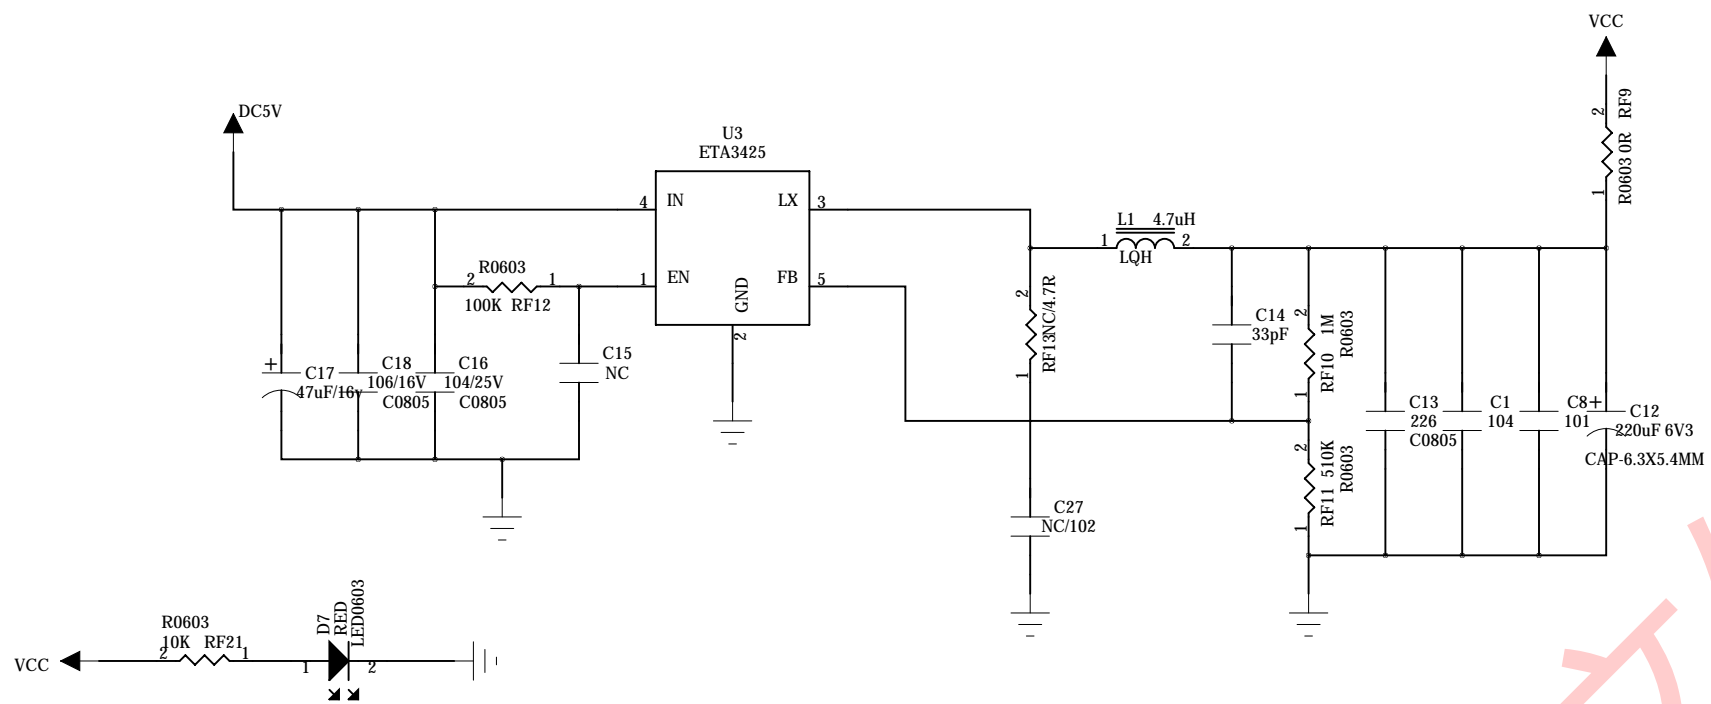 VCC
2
RF9
R0603 0R
1
DC5V
U3
ETA3425
4
IN
LX
3
1
EN
FB
5
GND
2
R0603
2
1
100K RF12
L1 4.7uH
1
2
LQH
C17
47uF/16v
+
C18
106/16V
C0805
C16
104/25V
C0805
C15
NC
2
RF13
NC/4.7R
1
C14
33pF
2
RF10 1M
R0603
1
2
RF11 510K
R0603
1
C13
226
C0805
C1
104
C8
101
+
C12
220uF 6V3
CAP-6.3X5.4MM
C27
NC/102
VCC
R0603
10K RF21
2
1
D7
RED
LED0603
1
2